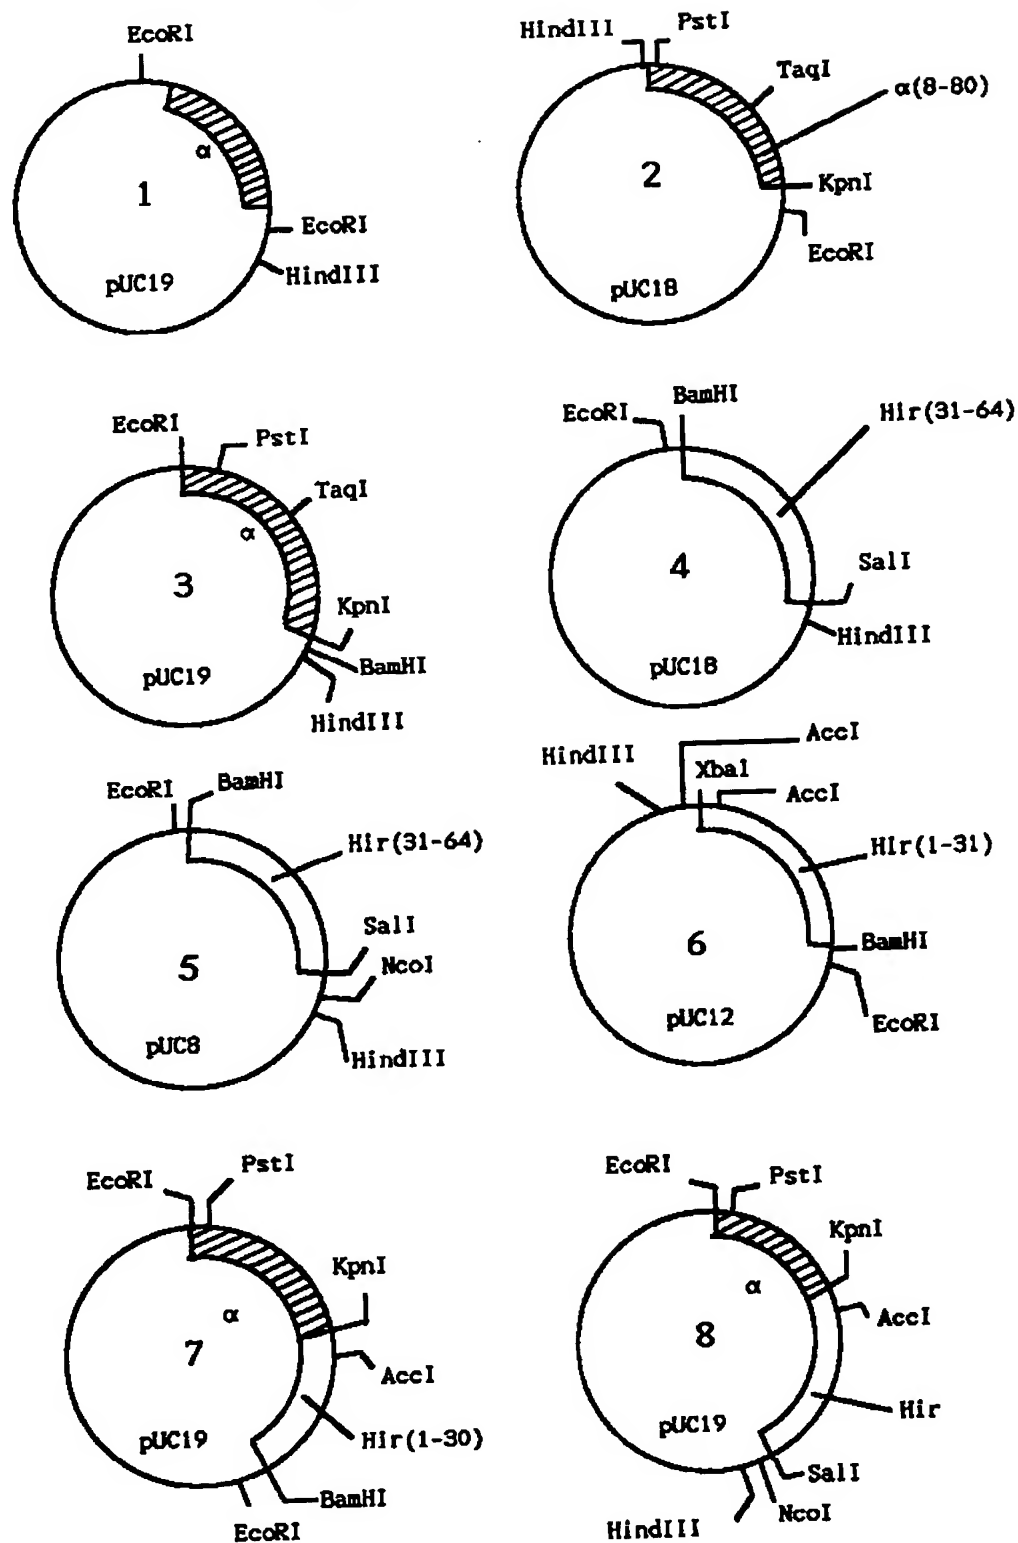 EcoRI
α
1
EcoRI
HindIII
pUC19
HindIII
PstI
TaqI
α(8-80)
2
KpnI
EcoRI
pUC18
EcoRI
PstI
TaqI
α
3
KpnI
BamHI
pUC19
HindIII
BamHI
EcoRI
Hir(31-64)
4
SalI
HindIII
pUC18
EcoRI
BamHI
Hir(31-64)
SalI
5
NcoI
pUC8
HindIII
AccI
HindIII
XbaI
AccI
Hir(1-31)
6
BamHI
pUC12
EcoRI
EcoRI
PstI
KpnI
α
7
AccI
pUC19
Hir(1-30)
BamHI
EcoRI
EcoRI
PstI
KpnI
α
AccI
8
Hir
pUC19
SalI
NcoI
HindIII